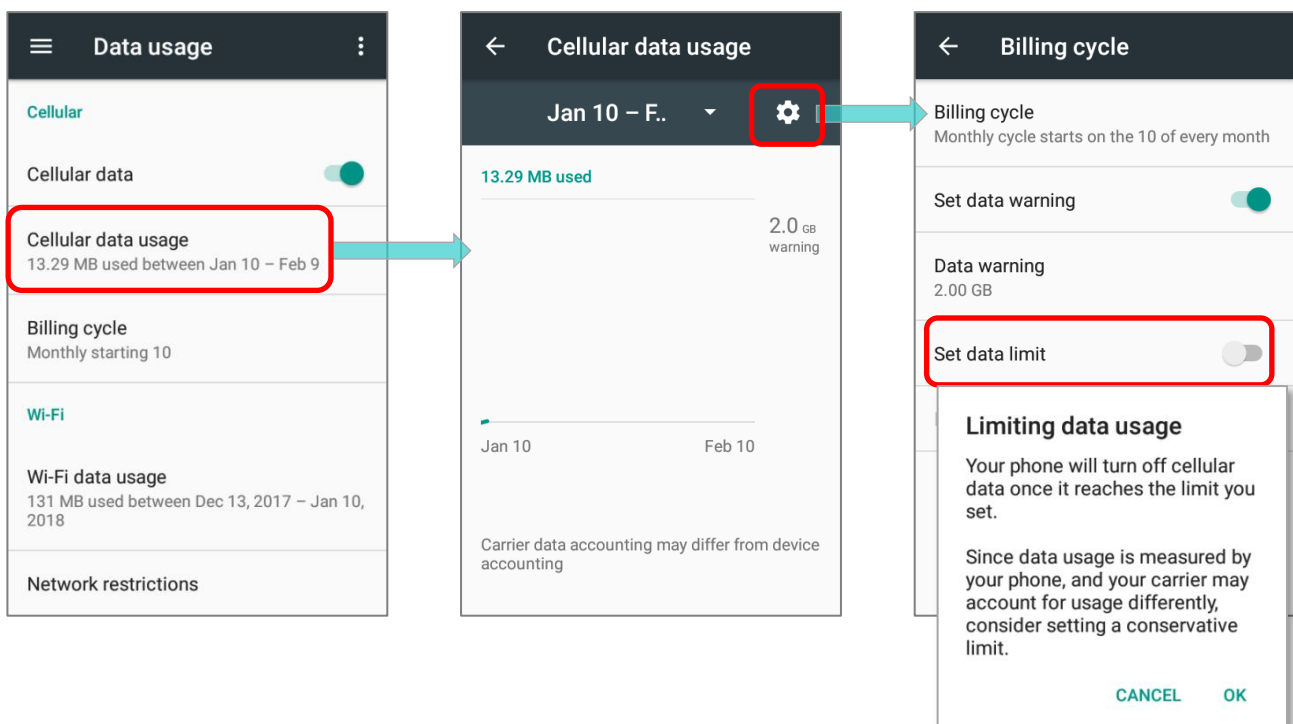 Data usage
Cellular
Cellular data
Cellular data usage
13.29 MB used between Jan 10 – Feb 9
Billing cycle
Monthly starting 10
Wi-Fi
Wi-Fi data usage
131 MB used between Dec 13, 2017 – Jan 10,
2018
Network restrictions
Cellular data usage
Jan 10 – F..
13.29 MB used
2.0 GB
warning
Jan 10
Feb 10
Carrier data accounting may differ from device
accounting
Billing cycle
Billing cycle
Monthly cycle starts on the 10 of every month
Set data warning
Data warning
2.00 GB
Set data limit
Limiting data usage
Your phone will turn off cellular
data once it reaches the limit you
set.
Since data usage is measured by
your phone, and your carrier may
account for usage differently,
consider setting a conservative
limit.
CANCEL
OK